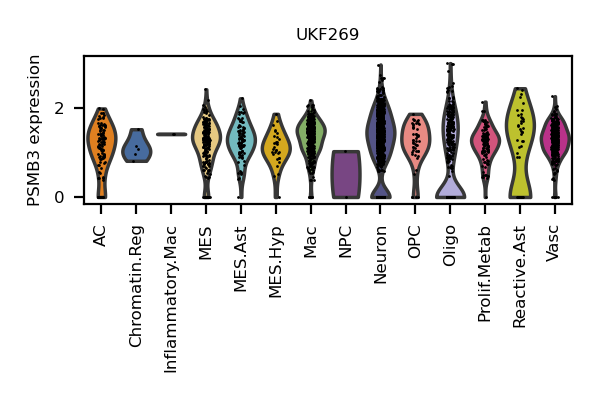 UKF269
PSMB3 expression
2
0
AC
Chromatin.Reg
Inflammatory.Mac
MES
MES.Ast
MES.Hyp
Mac
NPC
Neuron
OPC
Oligo
Prolif.Metab
Reactive.Ast
Vasc